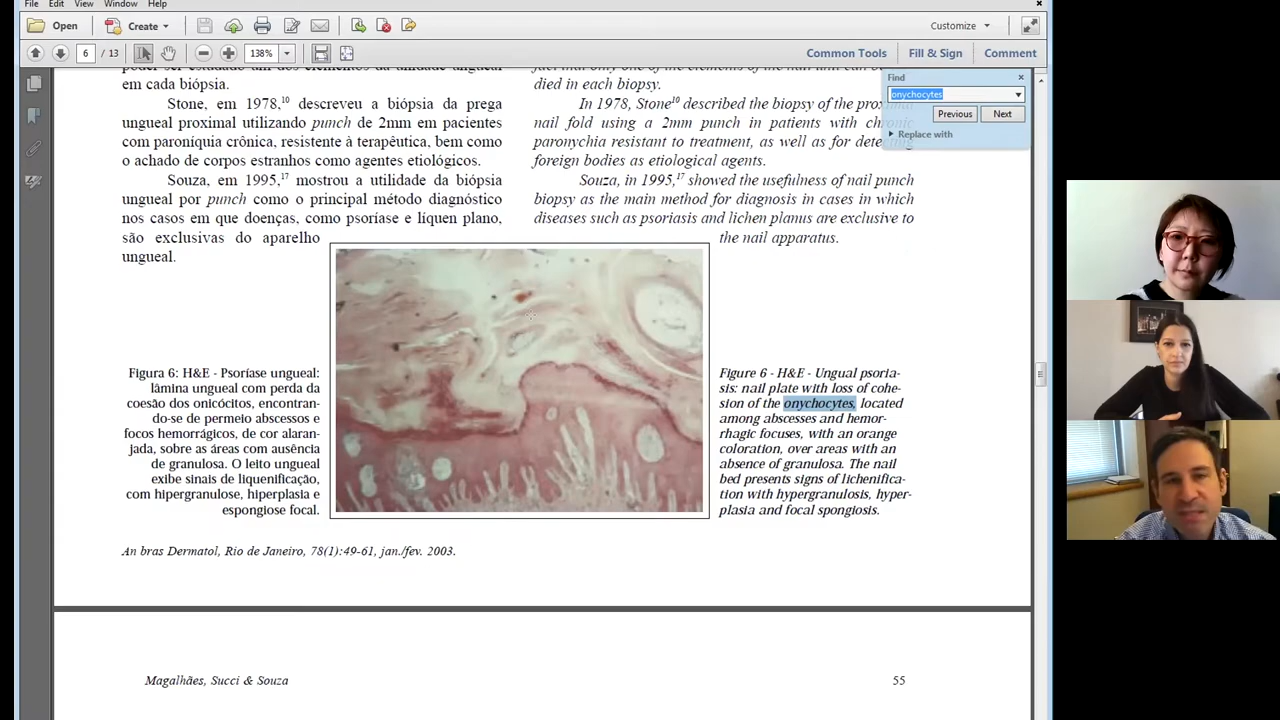 File Edit View Window Help
Open Create Customize
6 / 13 138% Common Tools Fill & Sign Comment
Find
onychocytes
Previous Next
Replace with
em cada biópsia.
Stone, em 1978,10 descreveu a biópsia da prega
ungueal proximal utilizando punch de 2mm em pacientes
com paroníquia crônica, resistente à terapêutica, bem como
o achado de corpos estranhos como agentes etiológicos.
Souza, em 1995,17 mostrou a utilidade da biópsia
ungueal por punch como o principal método diagnóstico
nos casos em que doenças, como psoríase e líquen plano,
são exclusivas do aparelho
ungueal.
died in each biopsy.
In 1978, Stone10 described the biopsy of the proximal
nail fold using a 2mm punch in patients with chronic
paronychia resistant to treatment, as well as for detecting
foreign bodies as etiological agents.
Souza, in 1995,17 showed the usefulness of nail punch
biopsy as the main method for diagnosis in cases in which
diseases such as psoriasis and lichen planus are exclusive to
the nail apparatus.
Figura 6: H&E - Psoríase ungueal:
lâmina ungueal com perda da
coesão dos onicócitos, encontran-
do-se de permeio abscessos e
focos hemorrágicos, de cor alaran-
jada, sobre as áreas com ausência
de granulosa. O leito ungueal
exibe sinais de liquenificação,
com hipergranulose, hiperplasia e
espongiose focal.
Figure 6 - H&E - Ungual psoria-
sis: nail plate with loss of cohe-
sion of the onychocytes, located
among abscesses and hemor-
rhagic focuses, with an orange
coloration, over areas with an
absence of granulosa. The nail
bed presents signs of lichenifica-
tion with hypergranulosis, hyper-
plasia and focal spongiosis.
An bras Dermatol, Rio de Janeiro, 78(1):49-61, jan./fev. 2003.
Magalhães, Succi & Souza 55